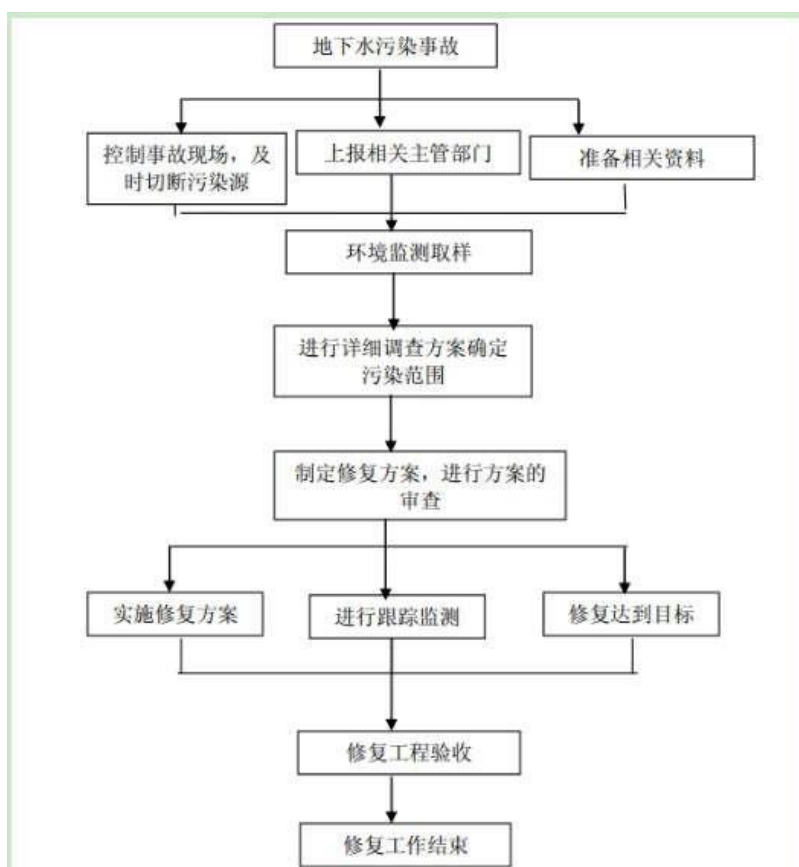 地下水污染事故
控制事故现场，及
时切断污染源
上报相关主管部门
准备相关资料
环境监测取样
进行详细调查方案确定
污染范围
制定修复方案，进行方案的
审查
实施修复方案
进行跟踪监测
修复达到目标
修复工程验收
修复工作结束